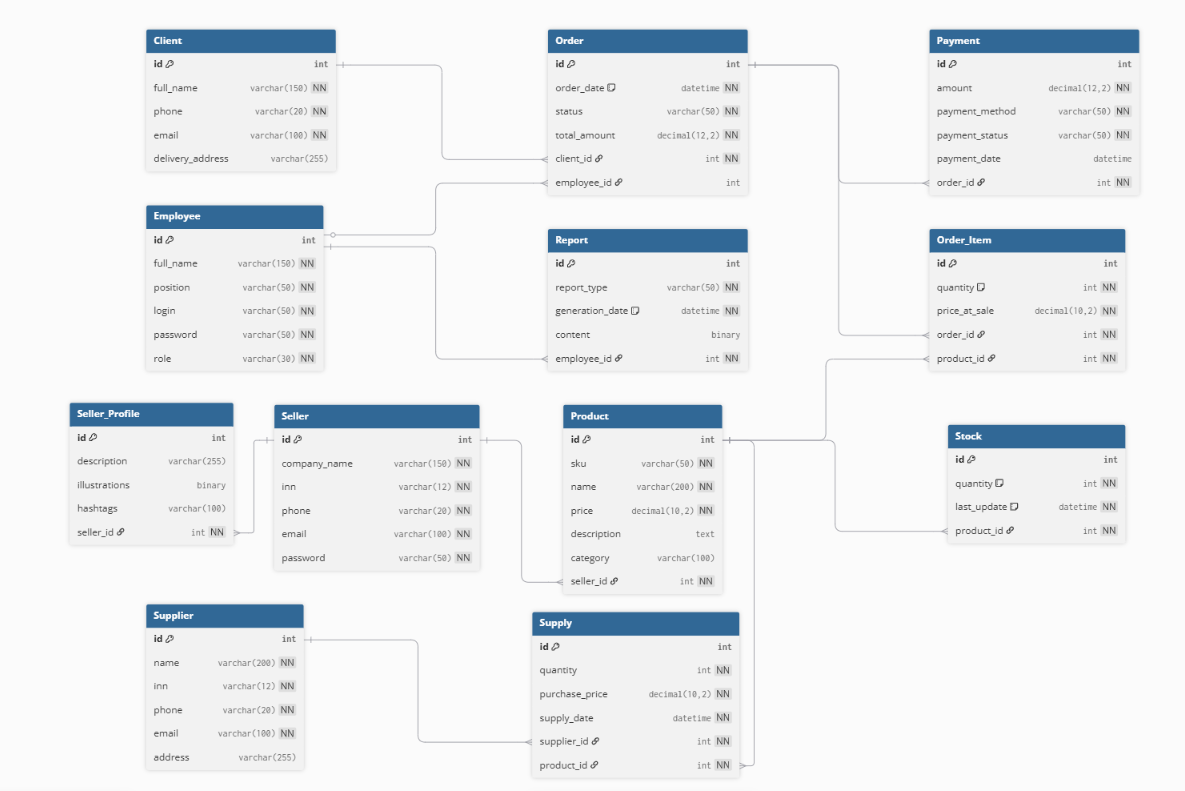 Client
id int
full_name varchar(150) NN
phone varchar(20) NN
email varchar(100) NN
delivery_address varchar(255)
Order
id int
order_date datetime NN
status varchar(50) NN
total_amount decimal(12,2) NN
client_id int NN
employee_id int
Payment
id int
amount decimal(12,2) NN
payment_method varchar(50) NN
payment_status varchar(50) NN
payment_date datetime
order_id int NN
Employee
id int
full_name varchar(150) NN
position varchar(50) NN
login varchar(50) NN
password varchar(50) NN
role varchar(30) NN
Report
id int
report_type varchar(50) NN
generation_date datetime NN
content binary
employee_id int NN
Order_Item
id int
quantity int NN
price_at_sale decimal(10,2) NN
order_id int NN
product_id int NN
Seller_Profile
id int
description varchar(255)
illustrations binary
hashtags varchar(100)
seller_id int NN
Seller
id int
company_name varchar(150) NN
inn varchar(12) NN
phone varchar(20) NN
email varchar(100) NN
password varchar(50) NN
Product
id int
sku varchar(50) NN
name varchar(200) NN
price decimal(10,2) NN
description text
category varchar(100)
seller_id int NN
Stock
id int
quantity int NN
last_update datetime NN
product_id int NN
Supplier
id int
name varchar(200) NN
inn varchar(12) NN
phone varchar(20) NN
email varchar(100) NN
address varchar(255)
Supply
id int
quantity int NN
purchase_price decimal(10,2) NN
supply_date datetime NN
supplier_id int NN
product_id int NN